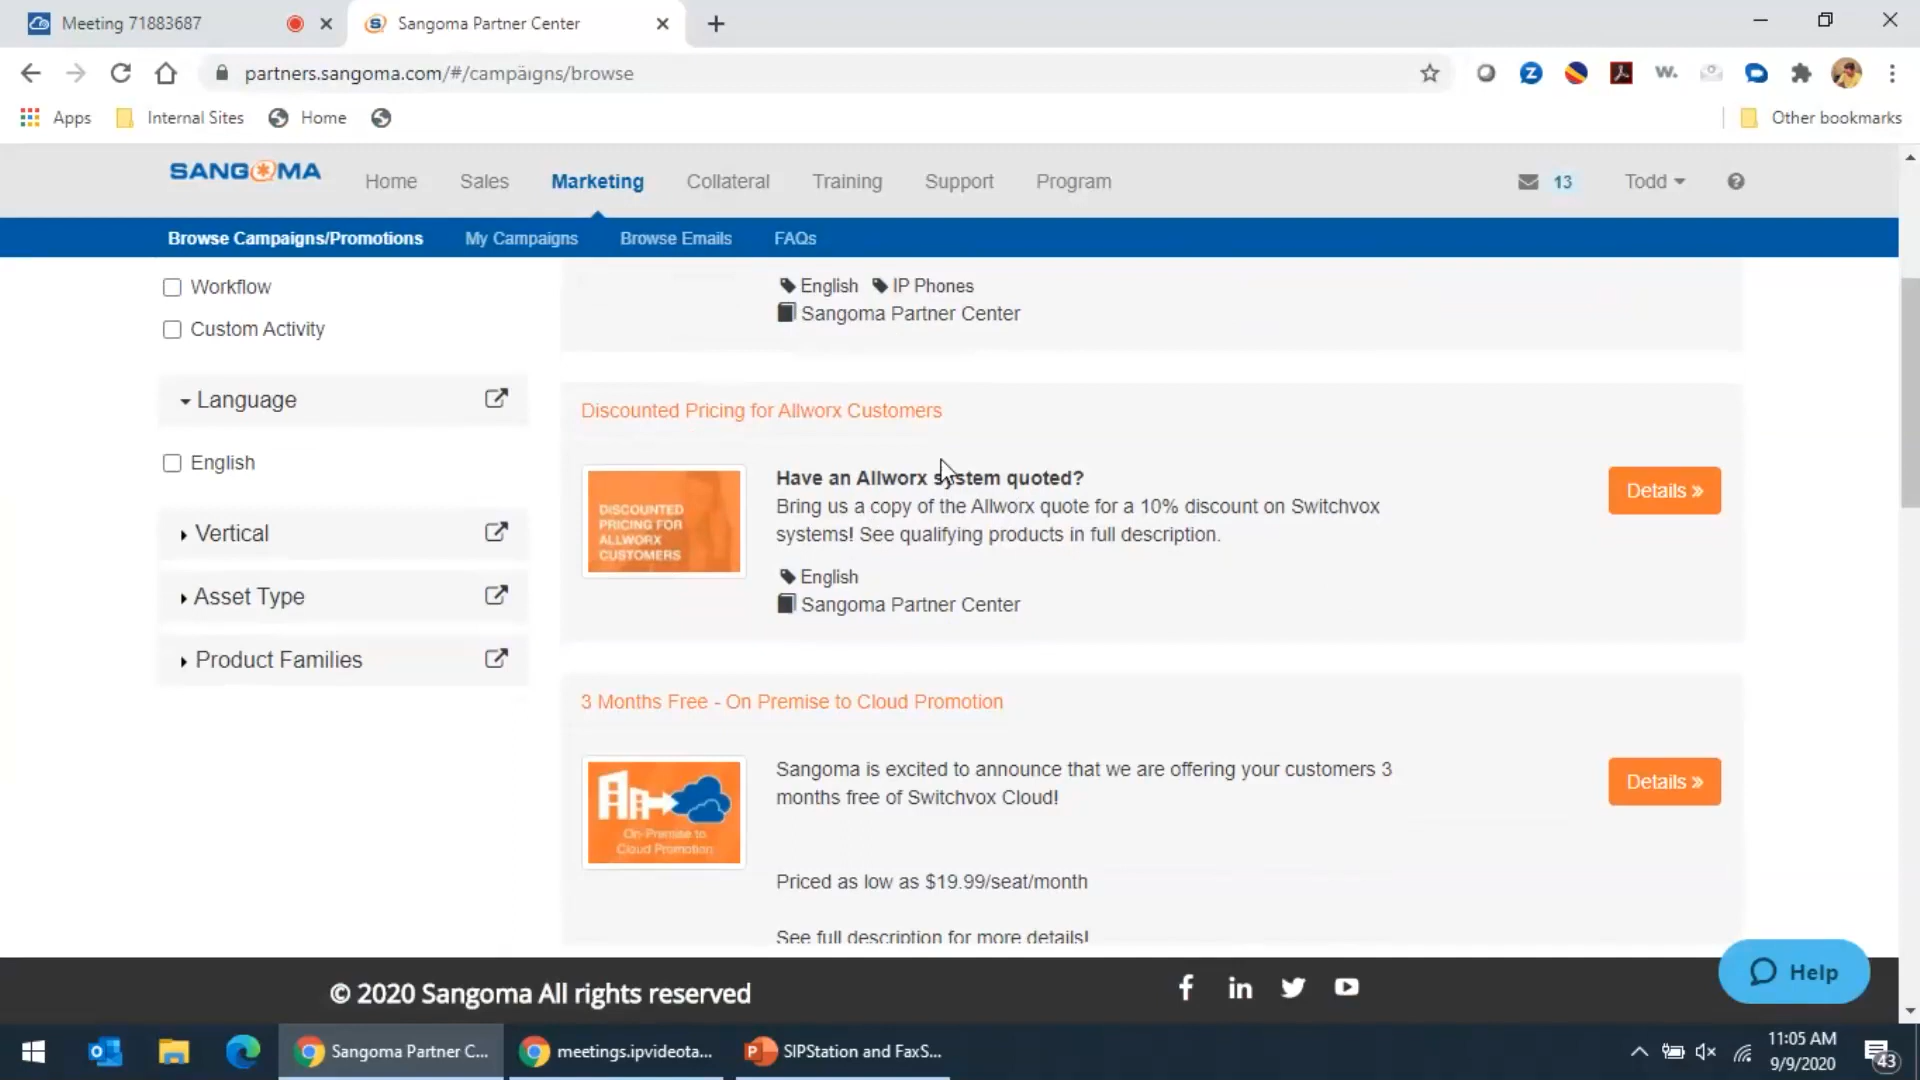 Meeting 71883687
Sangoma Partner Center
partners.sangoma.com/#/campaigns/browse
Apps
Internal Sites
Home
Other bookmarks
SANGOMA
Home
Sales
Marketing
Collateral
Training
Support
Program
13
Todd
Browse Campaigns/Promotions
My Campaigns
Browse Emails
FAQs
Workflow
Custom Activity
Language
English
Vertical
Asset Type
Product Families
English IP Phones
Sangoma Partner Center
Discounted Pricing for Allworx Customers
DISCOUNTED
PRICING FOR
ALLWORX
CUSTOMERS
Have an Allworx system quoted?
Bring us a copy of the Allworx quote for a 10% discount on Switchvox
systems! See qualifying products in full description.
English
Sangoma Partner Center
Details »
3 Months Free - On Premise to Cloud Promotion
On-Premise to
Cloud Promotion
Sangoma is excited to announce that we are offering your customers 3
months free of Switchvox Cloud!
Priced as low as $19.99/seat/month
See full description for more details!
Details »
© 2020 Sangoma All rights reserved
Help
Sangoma Partner C...
meetings.ipvideota...
SIPStation and FaxS...
11:05 AM
9/9/2020
43